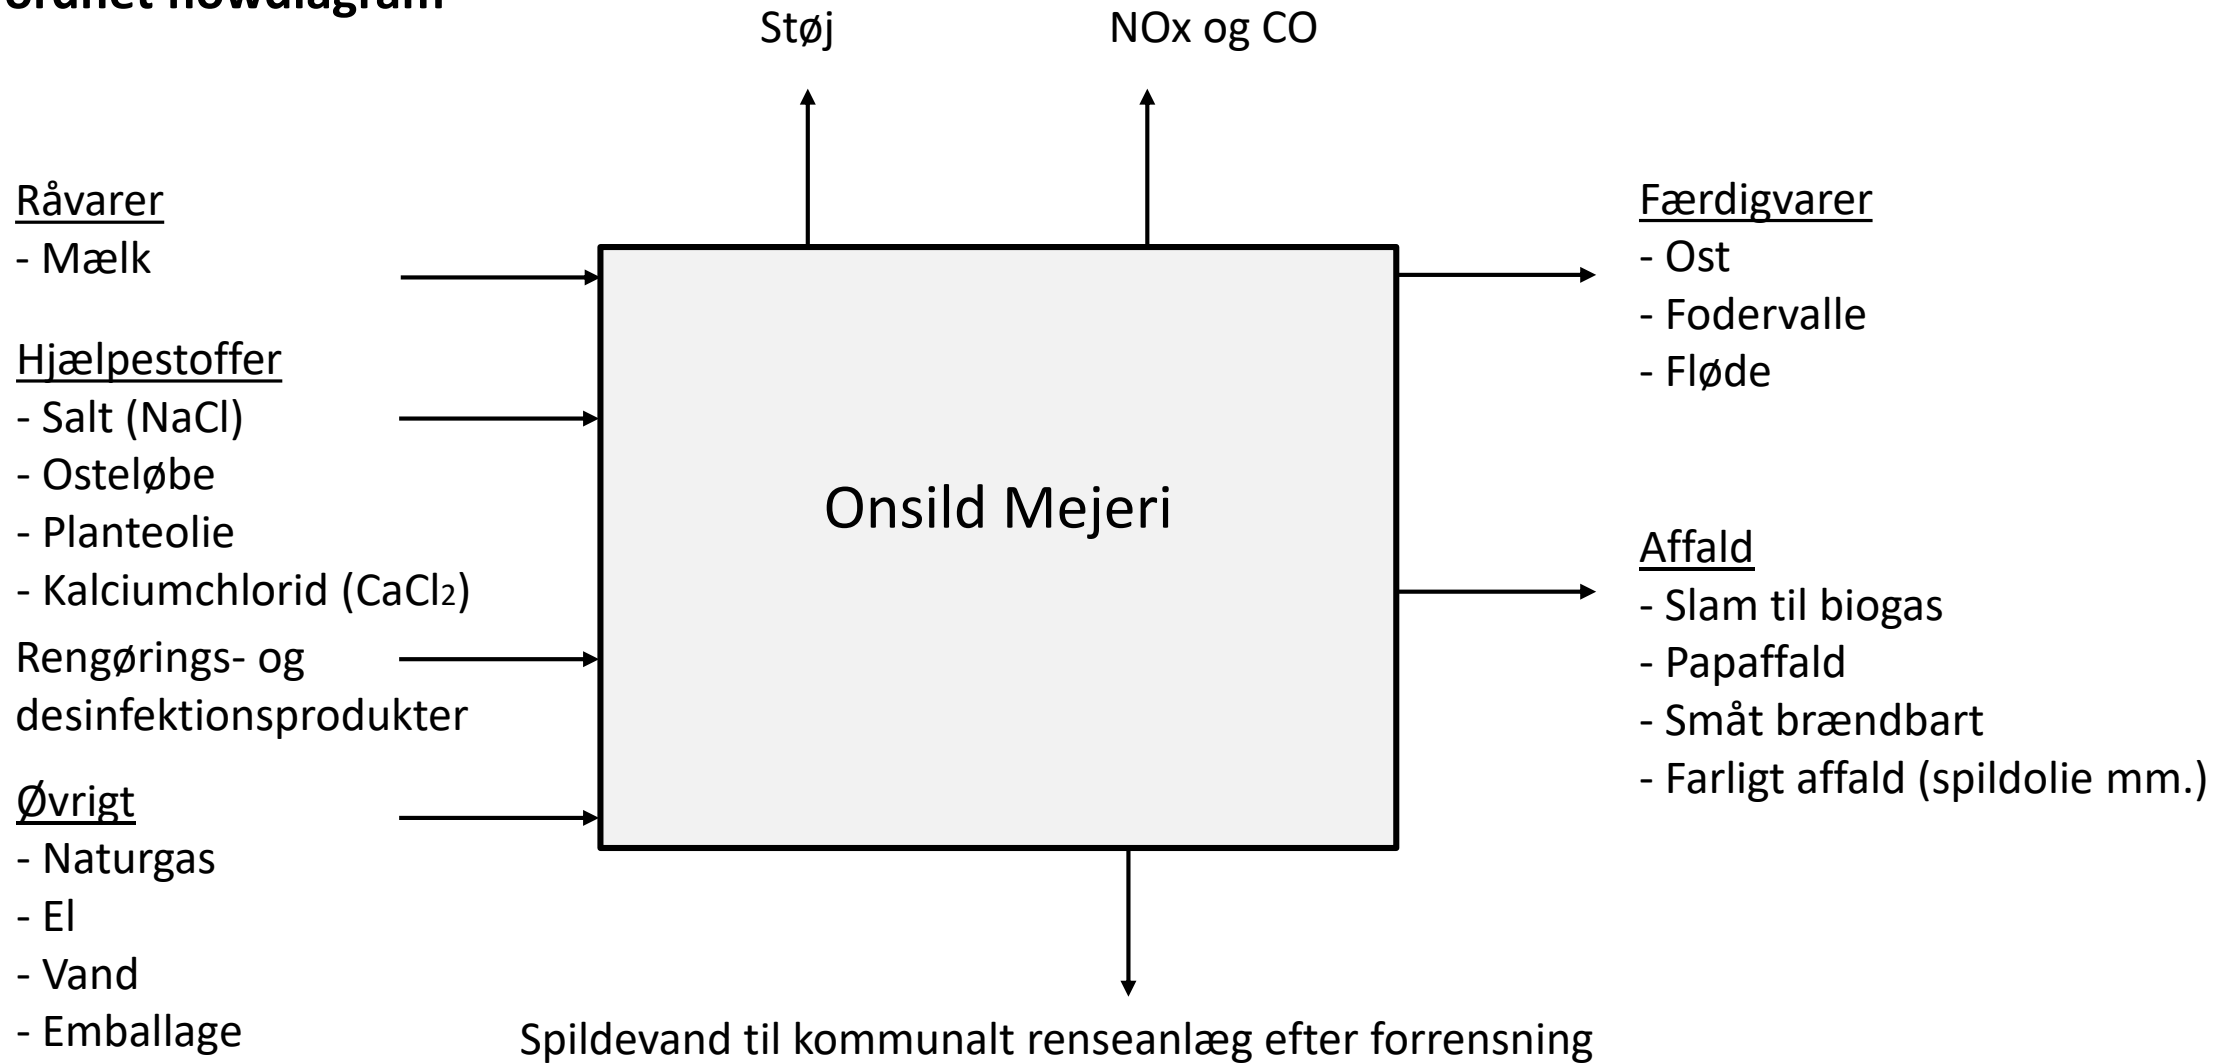 ordnet flowdiagram
Støj
NOx og CO
Råvarer
- Mælk
Hjælpestoffer
- Salt (NaCl)
- Osteløbe
- Planteolie
- Kalciumchlorid (CaCl2)
Rengørings- og
desinfektionsprodukter
Øvrigt
- Naturgas
- El
- Vand
- Emballage
Onsild Mejeri
Færdigvarer
- Ost
- Fodervalle
- Fløde
Affald
- Slam til biogas
- Papaffald
- Småt brændbart
- Farligt affald (spildolie mm.)
Spildevand til kommunalt renseanlæg efter forrensning